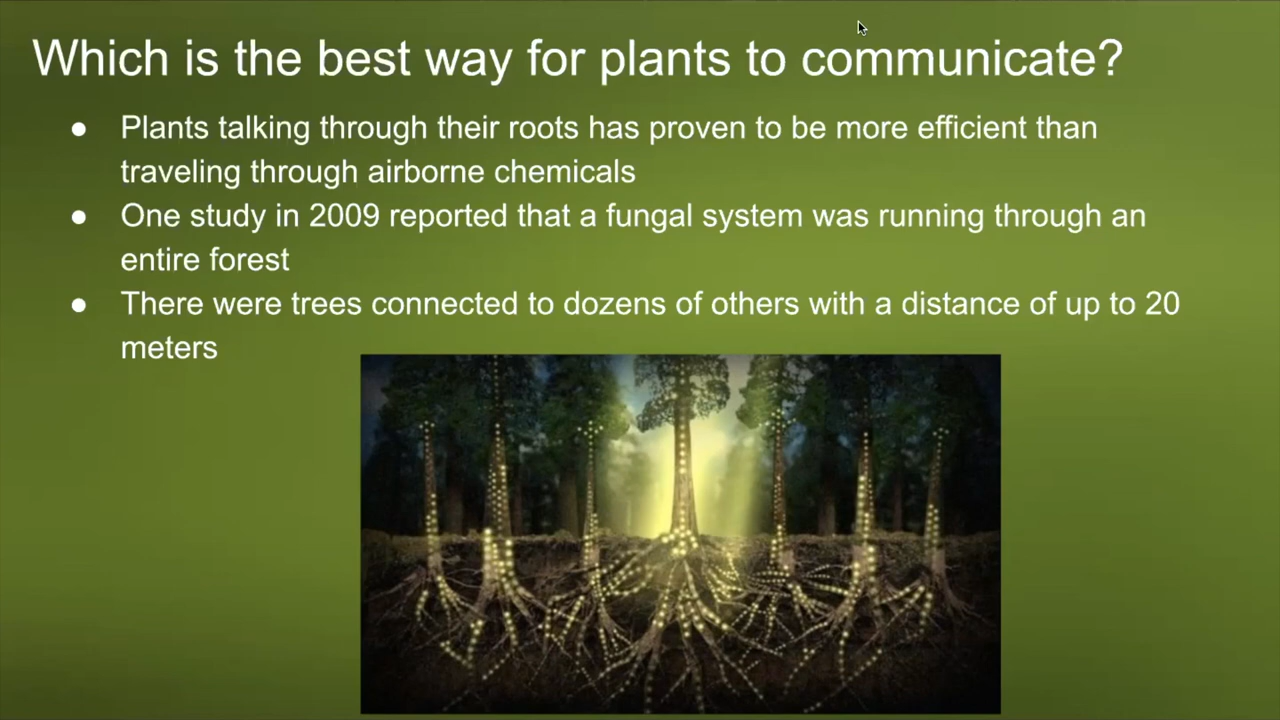 Which is the best way for plants to communicate?
● Plants talking through their roots has proven to be more efficient than
traveling through airborne chemicals
● One study in 2009 reported that a fungal system was running through an
entire forest
● There were trees connected to dozens of others with a distance of up to 20
meters